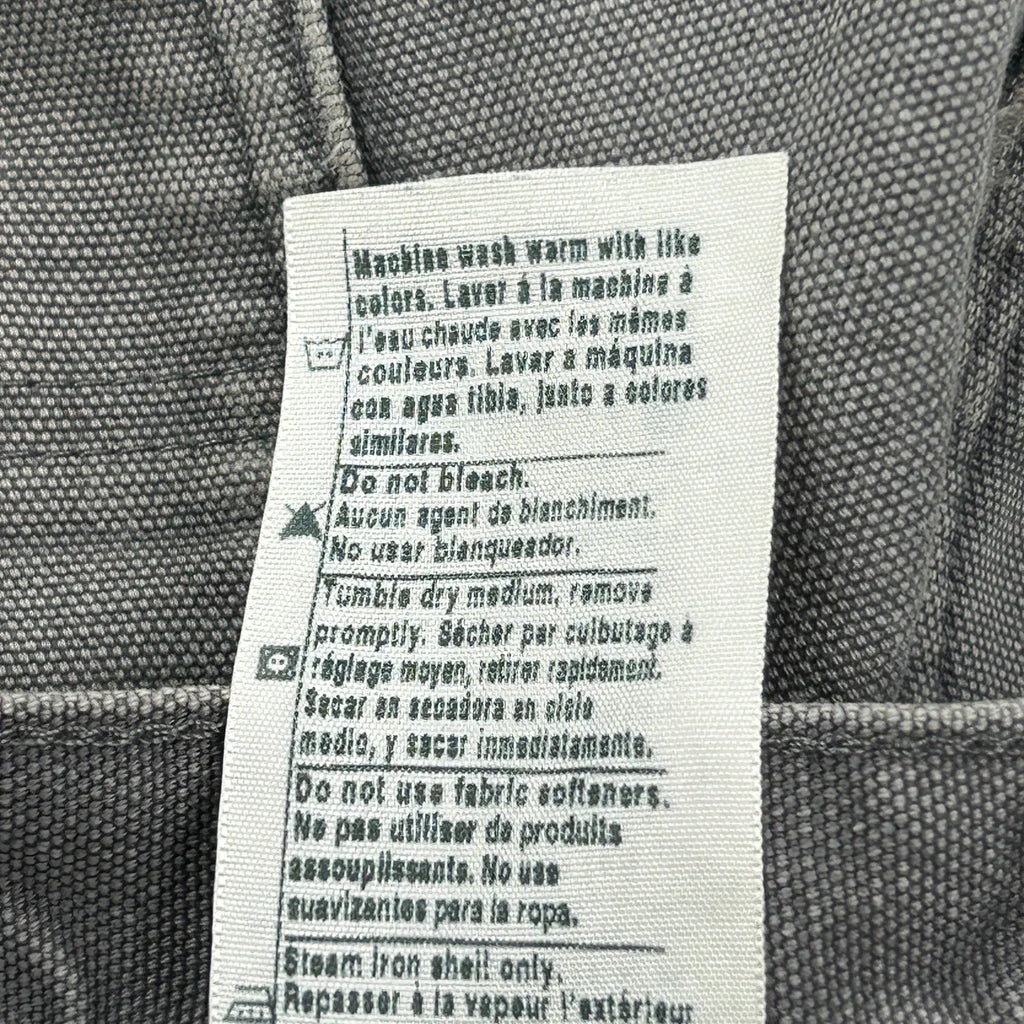 Machine wash warm with like
colors. Laver à la machine à
l'eau chaude avec les mêmes
couleurs. Lavar a máquina
con agua tibia, junto a colores
similares.
Do not bleach.
Aucun agent de blanchiment.
No usar blanqueador.
Tumble dry medium, remove
promptly. Sécher par culbutage à
réglage moyen, retirer rapidement.
Secar en secadora en ciclo
medio, y sacar inmediatamente.
Do not use fabric softeners.
Ne pas utiliser de produits
assouplissants. No use
suavizantes para la ropa.
Steam iron shell only.
Repasser à la vapeur l'extérieur